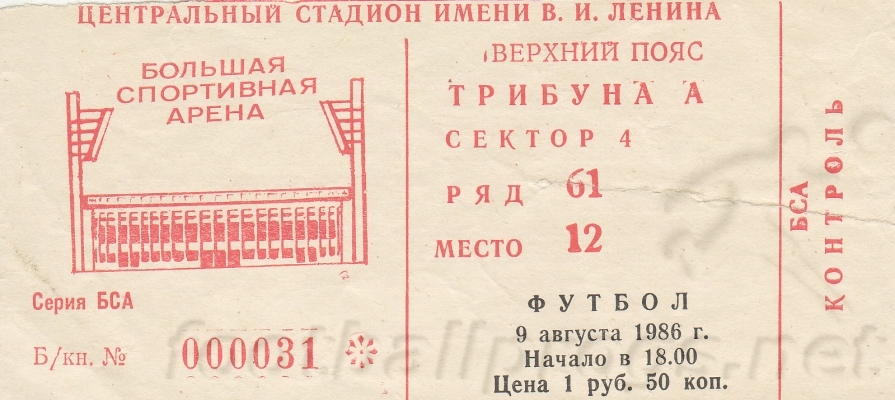 ЦЕНТРАЛЬНЫЙ СТАДИОН ИМЕНИ В. И. ЛЕНИНА
БОЛЬШАЯ
СПОРТИВНАЯ
АРЕНА
Серия БСА
Б/кн. № 000031
ВЕРХНИЙ ПОЯС
ТРИБУНА А
СЕКТОР 4
РЯД 61
МЕСТО 12
ФУТБОЛ
9 августа 1986 г.
Начало в 18.00
Цена 1 руб. 50 коп.
БСА
КОНТРОЛЬ